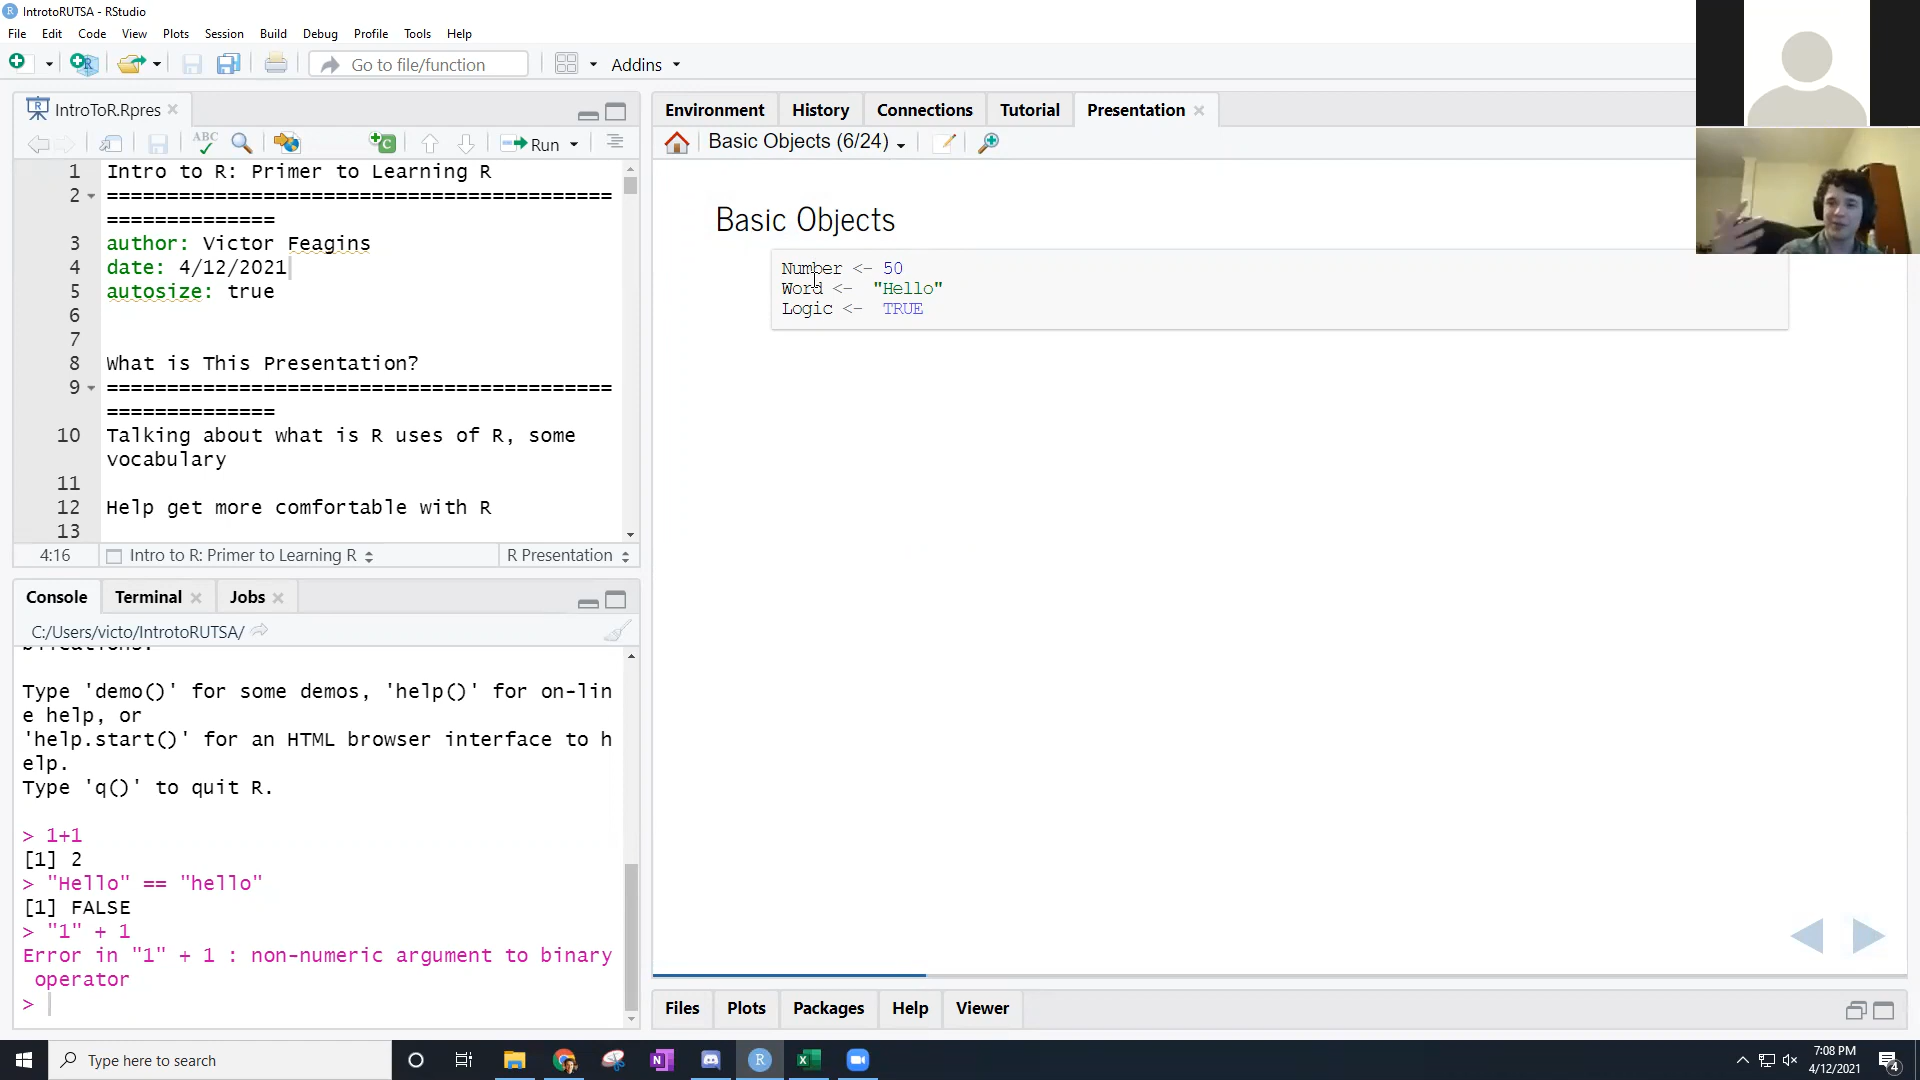 IntrotoRUTSA - RStudio
File Edit Code View Plots Session Build Debug Profile Tools Help
Go to file/function Addins
IntroToR.Rpres
ABC Run
1 Intro to R: Primer to Learning R
2 ==========================================
==============
3 author: Victor Feagins
4 date: 4/12/2021
5 autosize: true
6
7
8 What is This Presentation?
9 ==========================================
==============
10 Talking about what is R uses of R, some
vocabulary
11
12 Help get more comfortable with R
13
4:16 Intro to R: Primer to Learning R R Presentation
Console Terminal Jobs
C:/Users/victo/IntrotoRUTSA/
Type 'demo()' for some demos, 'help()' for on-lin
e help, or
'help.start()' for an HTML browser interface to h
elp.
Type 'q()' to quit R.
> 1+1
[1] 2
> "Hello" == "hello"
[1] FALSE
> "1" + 1
Error in "1" + 1 : non-numeric argument to binary
operator
>
Environment History Connections Tutorial Presentation
Basic Objects (6/24)
Basic Objects
Number <- 50
Word <- "Hello"
Logic <- TRUE
Files Plots Packages Help Viewer
Type here to search
7:08 PM
4/12/2021
4